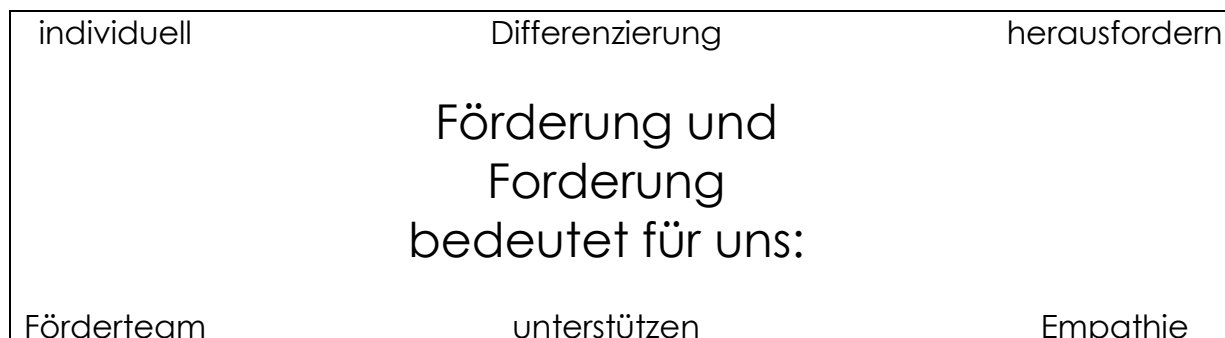 individuell Differenzierung herausfordern
Förderung und
Forderung
bedeutet für uns:
Förderteam unterstützen Empathie